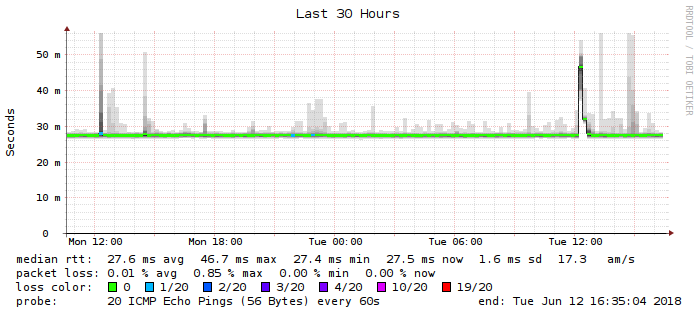 Last 30 Hours
RRDTOOL / TOBI OETIKER
Seconds
50 m
40 m
30 m
20 m
10 m
0
Mon 12:00 Mon 18:00 Tue 00:00 Tue 06:00 Tue 12:00
median rtt: 27.6 ms avg 46.7 ms max 27.4 ms min 27.5 ms now 1.6 ms sd 17.3 am/s
packet loss: 0.01 % avg 0.85 % max 0.00 % min 0.00 % now
loss color: 0 1/20 2/20 3/20 4/20 10/20 19/20
probe: 20 ICMP Echo Pings (56 Bytes) every 60s end: Tue Jun 12 16:35:04 2018